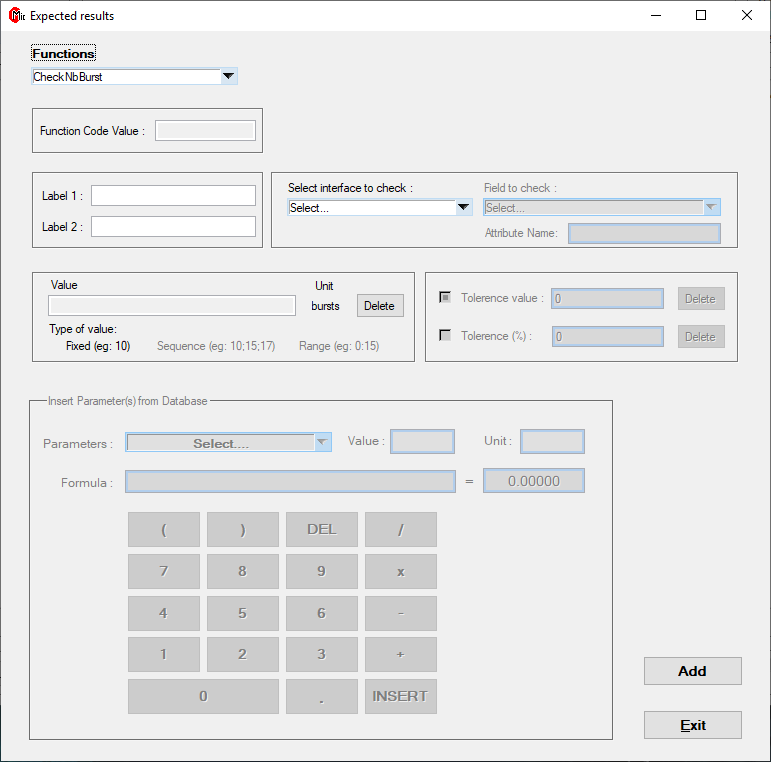 Expected results
Functions
CheckNbBurst
Function Code Value :
Label 1 :
Label 2 :
Select interface to check :
Select...
Field to check :
Select...
Attribute Name:
Value
Unit
bursts
Delete
Type of value:
Fixed (eg: 10)
Sequence (eg: 10;15;17)
Range (eg: 0:15)
Tolerence value :
0
Delete
Tolerence (%) :
0
Delete
Insert Parameter(s) from Database
Parameters :
Select....
Value :
Unit :
Formula :
=
0.00000
( ) DEL /
7 8 9 x
4 5 6 -
1 2 3 +
0 . INSERT
Add
Exit